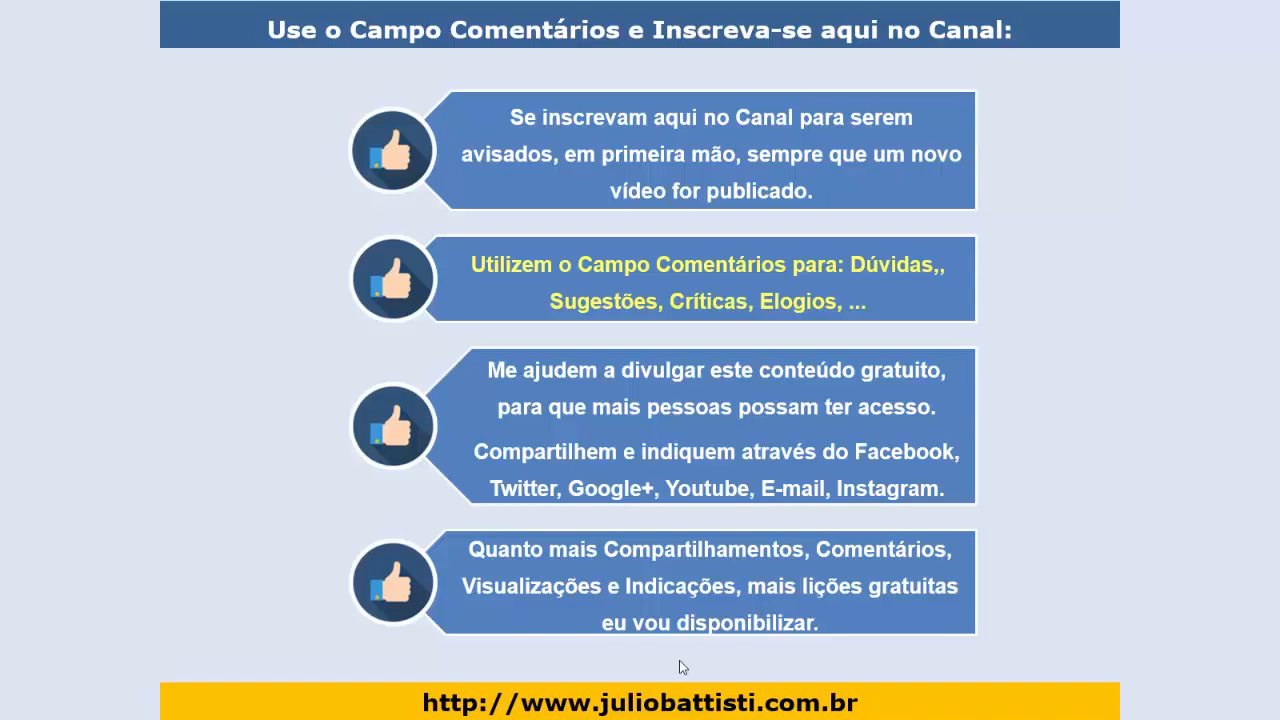 Use o Campo Comentários e Inscreva-se aqui no Canal:
Se inscrevam aqui no Canal para serem
avisados, em primeira mão, sempre que um novo
vídeo for publicado.
Utilizem o Campo Comentários para: Dúvidas,,
Sugestões, Críticas, Elogios, ...
Me ajudem a divulgar este conteúdo gratuito,
para que mais pessoas possam ter acesso.
Compartilhem e indiquem através do Facebook,
Twitter, Google+, Youtube, E-mail, Instagram.
Quanto mais Compartilhamentos, Comentários,
Visualizações e Indicações, mais lições gratuitas
eu vou disponibilizar.
http://www.juliobattisti.com.br